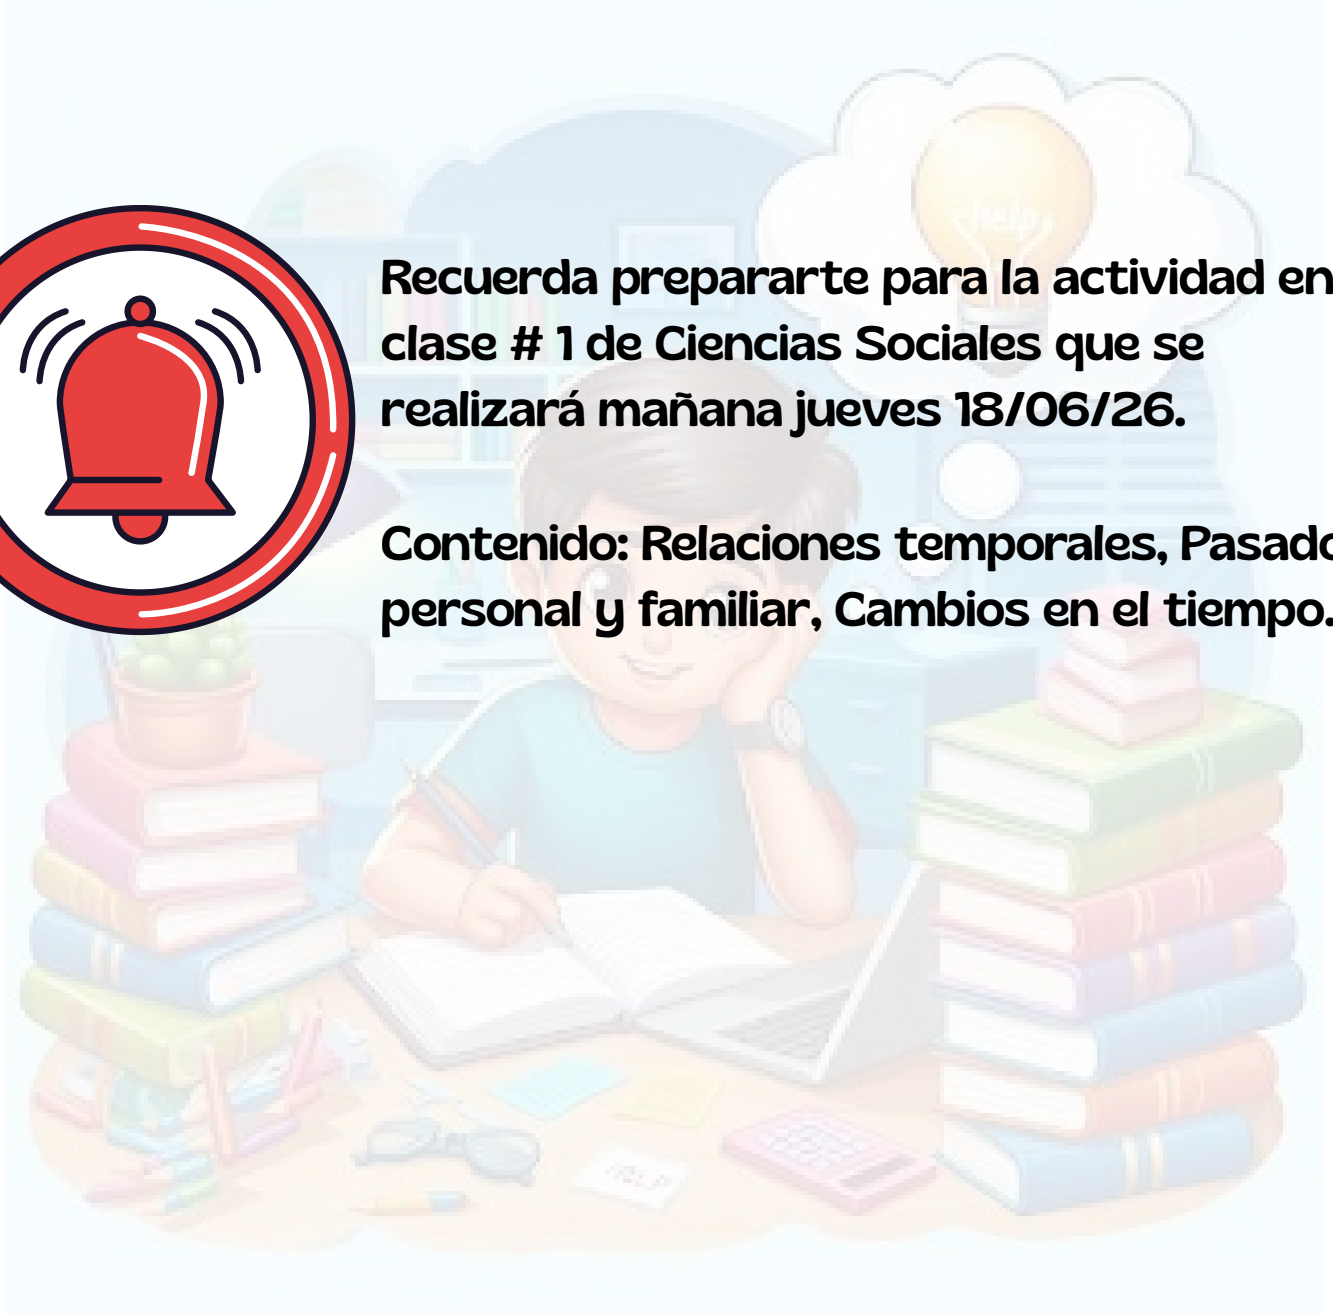 Recuerda prepararte para la actividad en
clase # 1 de Ciencias Sociales que se
realizará mañana jueves 18/06/26.
Contenido: Relaciones temporales, Pasado
personal y familiar, Cambios en el tiempo.
HELP